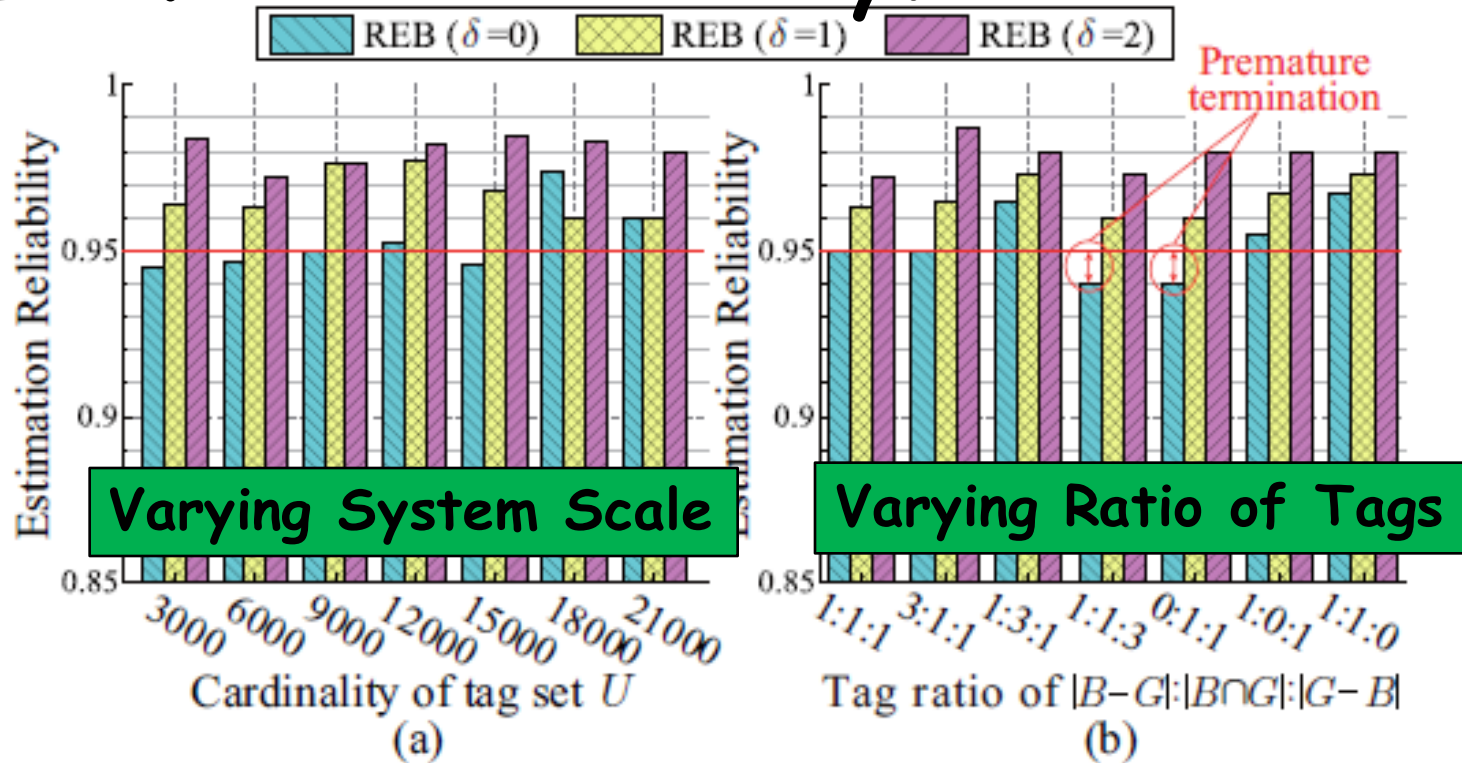 REB (δ=0) REB (δ=1) REB (δ=2)
Premature
termination
1
0.95
0.9
0.85
Estimation Reliability
Varying System Scale
3000 6000 9000 12000 15000 18000 21000
Cardinality of tag set U
(a)
1
0.95
0.9
0.85
Estimation Reliability
Varying Ratio of Tags
1:1:1 3:1:1 1:3:1 1:1:3 0:1:1 1:0:1 1:1:0
Tag ratio of |B−G|:|B∩G|:|G−B|
(b)